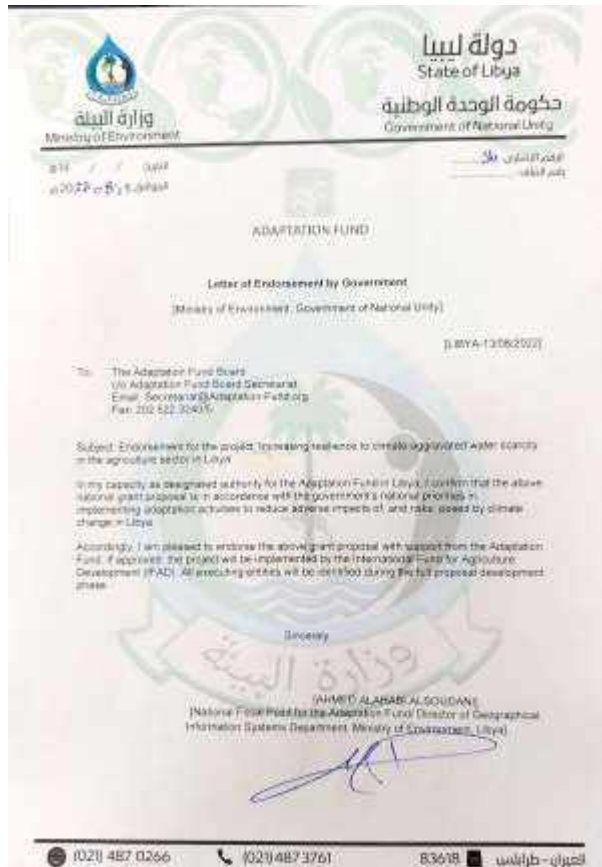 دولة ليبيا
State of Libya
حكومة الوحدة الوطنية
Government of National Unity
وزارة البيئة
Ministry of Environment
ADAPTATION FUND
Letter of Endorsement by Government
[Ministry of Environment, Government of National Unity]
[LIBYA-13/08/2022]
To: The Adaptation Fund Board
c/o Adaptation Fund Board Secretariat
Email: Secretariat@Adaptation-Fund.org
Fax: 202 522 3240/5
Subject: Endorsement for the project, Increasing resilience to climate aggravated water scarcity
in the agriculture sector in Libya
In my capacity as designated authority for the Adaptation Fund in Libya, I confirm that the above
national grant proposal is in accordance with the government's national priorities in
implementing adaptation activities to reduce adverse impacts of, and risks, posed by climate
change in Libya
Accordingly, I am pleased to endorse the above grant proposal with support from the Adaptation
Fund. If approved, the project will be implemented by the International Fund for Agriculture
Development (IFAD). All executing entities will be identified during the full proposal development
phase.
Sincerely
وزارة البيئة
[AHMED ALAHABI ALSOUDANI]
[National Focal Point for the Adaptation Fund/ Director of Geographical
Information Systems Department, Ministry of Environment, Libya]
(021) 487 0266
(021) 487 3761
83618
طرابلس